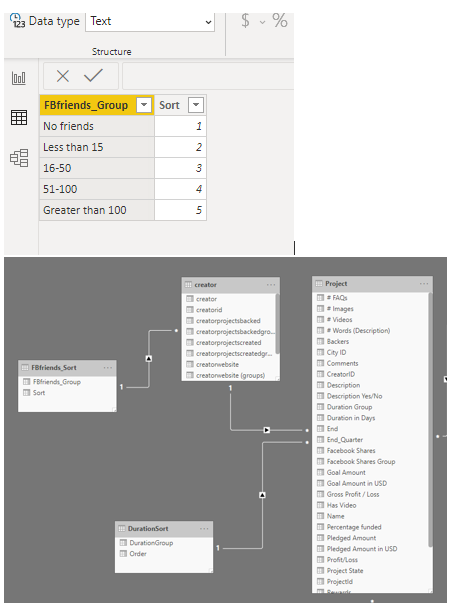 123 Data type Text $ %
Structure
FBfriends_Group Sort
No friends 1
Less than 15 2
16-50 3
51-100 4
Greater than 100 5
creator
creator
creatorid
creatorprojectsbacked
creatorprojectsbackedgro...
creatorprojectscreated
creatorprojectscreatedgr...
creatorwebsite
creatorwebsite (groups)
1
FBfriends_Sort
FBfriends_Group
Sort
1
DurationSort
DurationGroup
Order
1
Project
# FAQs
# Images
# Videos
# Words (Description)
Backers
City ID
Comments
CreatorID
Description
Description Yes/No
Duration Group
Duration in Days
End
End_Quarter
Facebook Shares
Facebook Shares Group
Goal Amount
Goal Amount in USD
Gross Profit / Loss
Has Video
Name
Percentage funded
Pledged Amount
Pledged Amount in USD
Profit/Loss
Project State
ProjectId
Rewards